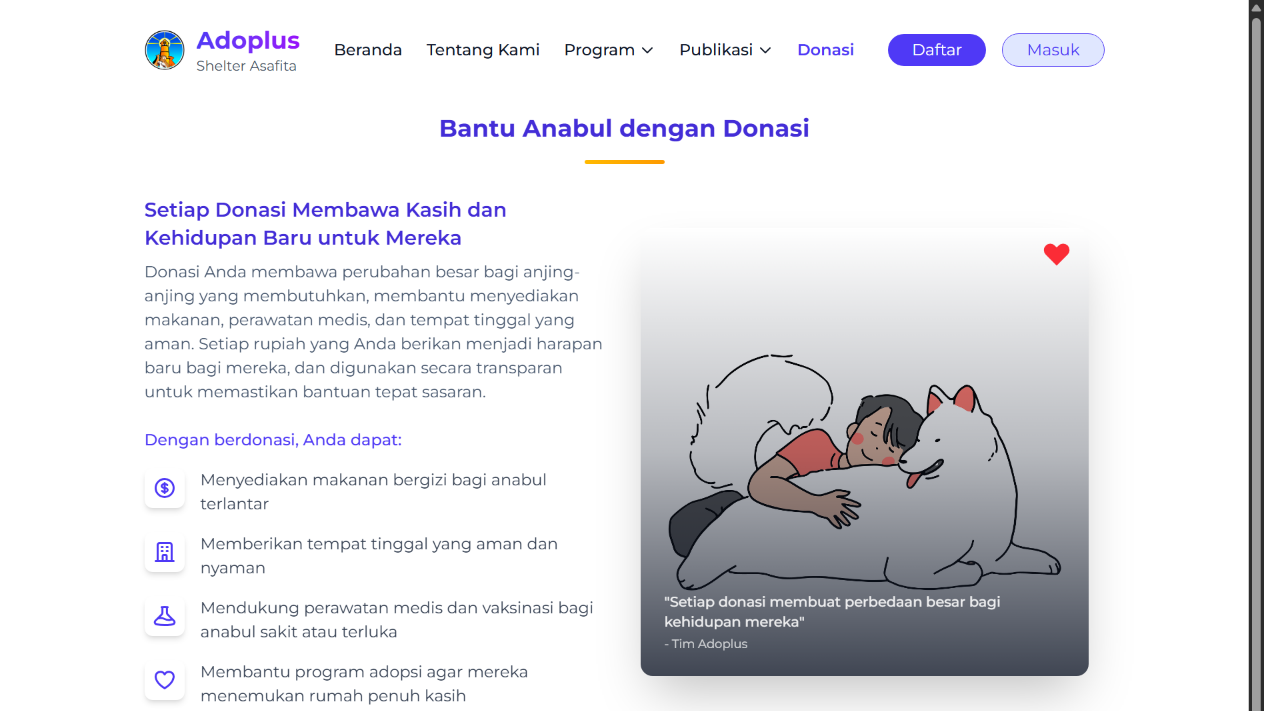 Adoplus
Shelter Asafita
Beranda
Tentang Kami
Program
Publikasi
Donasi
Daftar
Masuk
Bantu Anabul dengan Donasi
Setiap Donasi Membawa Kasih dan
Kehidupan Baru untuk Mereka
Donasi Anda membawa perubahan besar bagi anjing-
anjing yang membutuhkan, membantu menyediakan
makanan, perawatan medis, dan tempat tinggal yang
aman. Setiap rupiah yang Anda berikan menjadi harapan
baru bagi mereka, dan digunakan secara transparan
untuk memastikan bantuan tepat sasaran.
Dengan berdonasi, Anda dapat:
Menyediakan makanan bergizi bagi anabul
terlantar
Memberikan tempat tinggal yang aman dan
nyaman
Mendukung perawatan medis dan vaksinasi bagi
anabul sakit atau terluka
Membantu program adopsi agar mereka
menemukan rumah penuh kasih
"Setiap donasi membuat perbedaan besar bagi
kehidupan mereka"
- Tim Adoplus